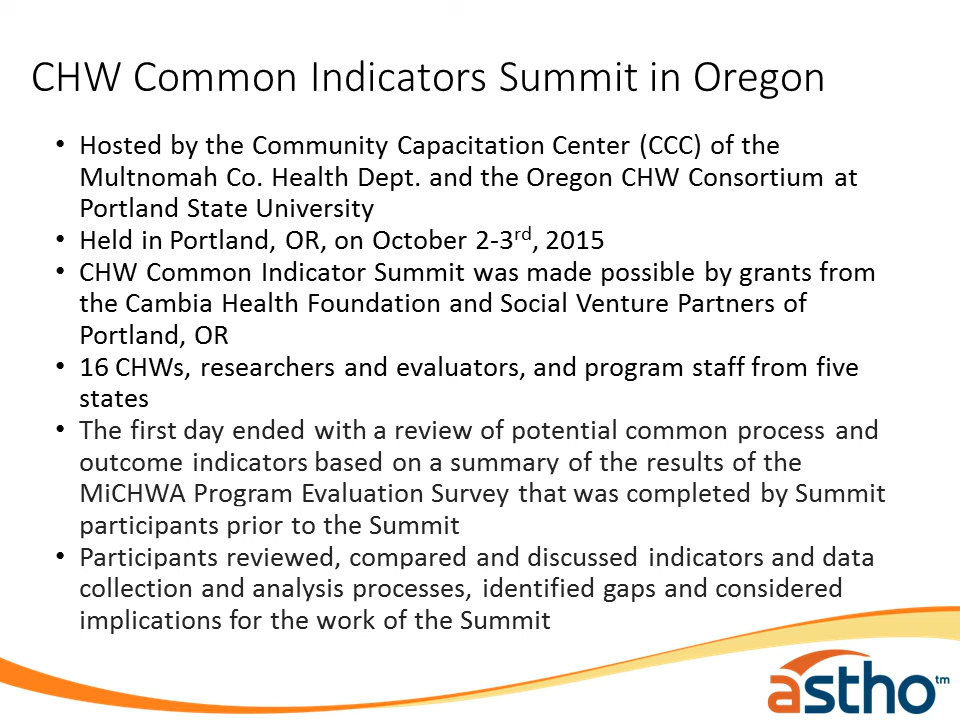 CHW Common Indicators Summit in Oregon
• Hosted by the Community Capacitation Center (CCC) of the
Multnomah Co. Health Dept. and the Oregon CHW Consortium at
Portland State University
• Held in Portland, OR, on October 2-3rd, 2015
• CHW Common Indicator Summit was made possible by grants from
the Cambia Health Foundation and Social Venture Partners of
Portland, OR
• 16 CHWs, researchers and evaluators, and program staff from five
states
• The first day ended with a review of potential common process and
outcome indicators based on a summary of the results of the
MiCHWA Program Evaluation Survey that was completed by Summit
participants prior to the Summit
• Participants reviewed, compared and discussed indicators and data
collection and analysis processes, identified gaps and considered
implications for the work of the Summit
astho™